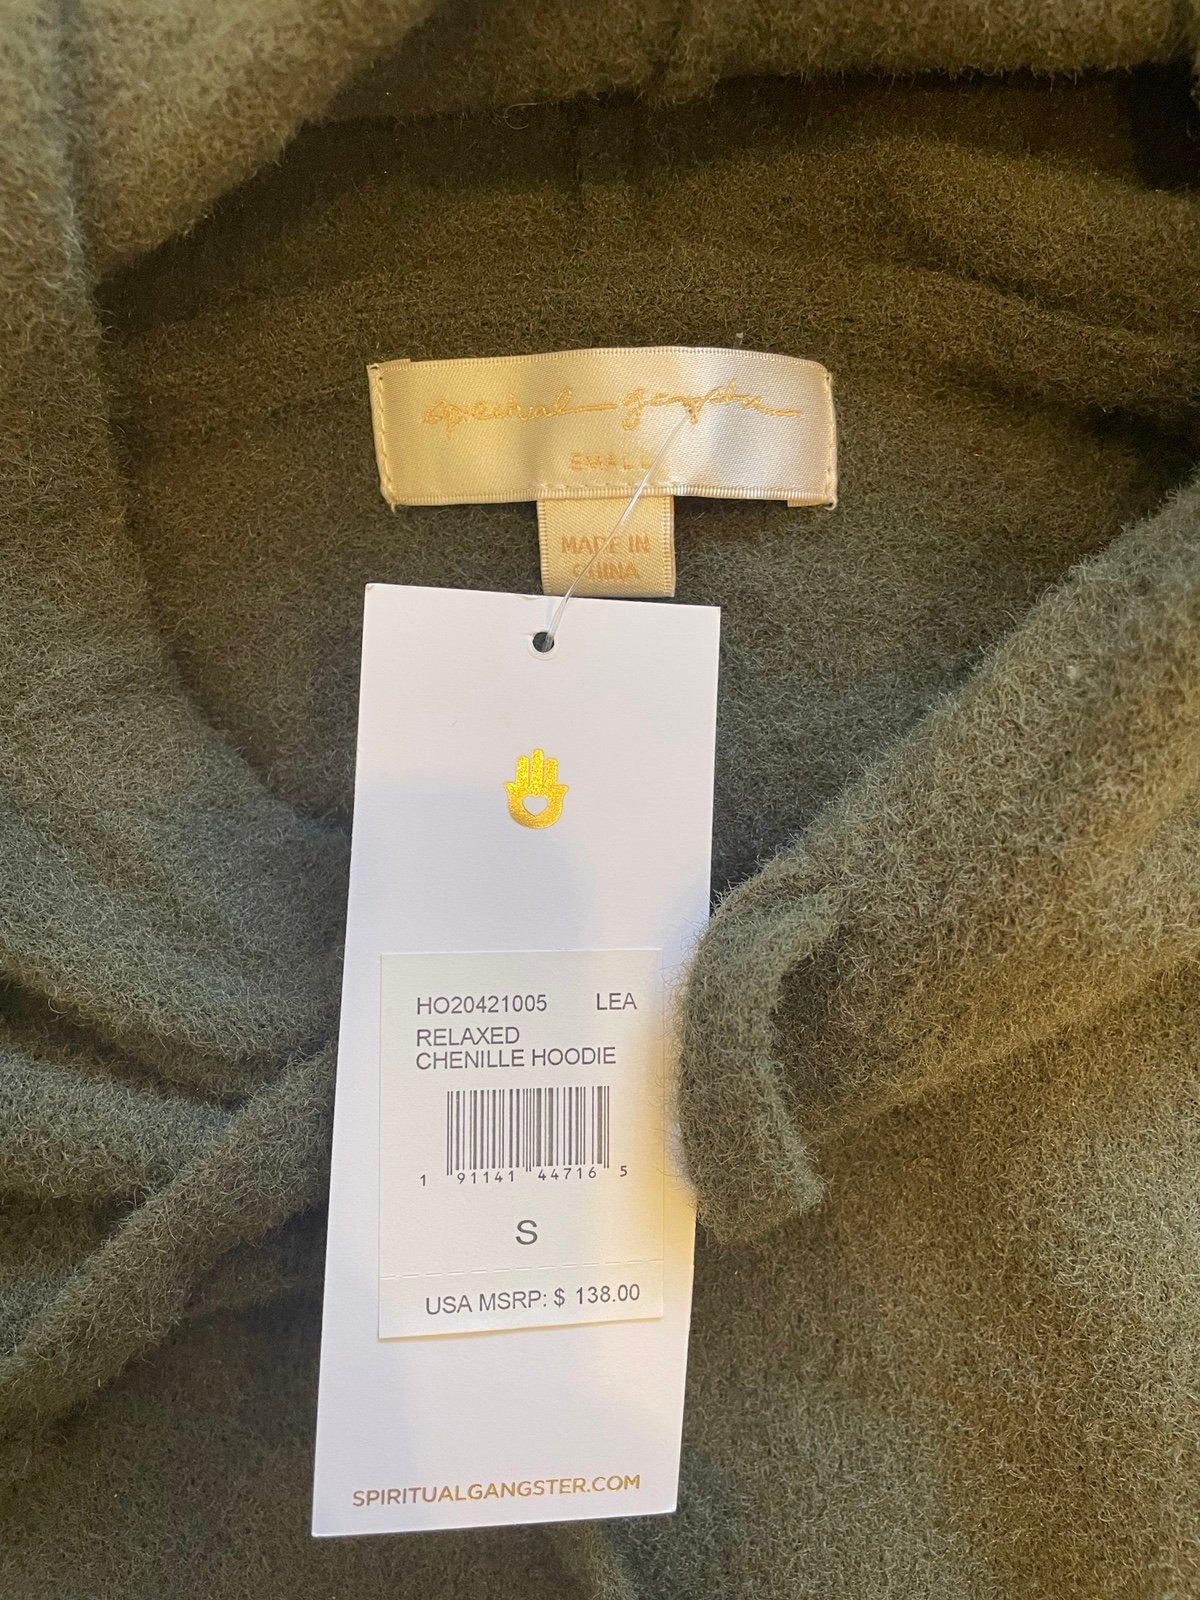 spiritual gangster
SMALL
MADE IN
CHINA
HO20421005 LEA
RELAXED
CHENILLE HOODIE
1 91141 44716 5
S
USA MSRP: $ 138.00
SPIRITUALGANGSTER.COM